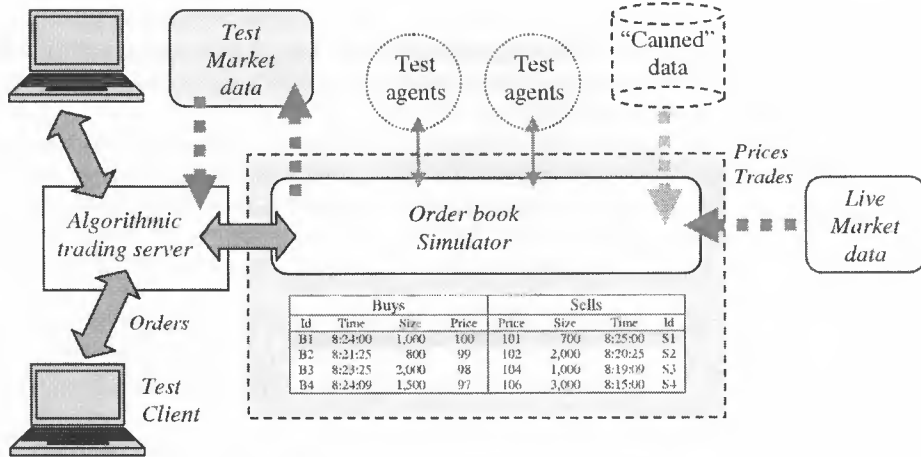 Test
Market
data
Test
agents
Test
agents
“Canned”
data
Prices
Trades
Algorithmic
trading server
Order book
Simulator
Live
Market
data
Orders
Test
Client
Buys Sells
Id Time Size Price Price Size Time Id
B1 8:24:00 1,000 100 101 700 8:25:00 S1
B2 8:21:25 800 99 102 2,000 8:20:25 S2
B3 8:23:25 2,000 98 104 1,000 8:19:09 S3
B4 8:24:09 1,500 97 106 3,000 8:15:00 S4